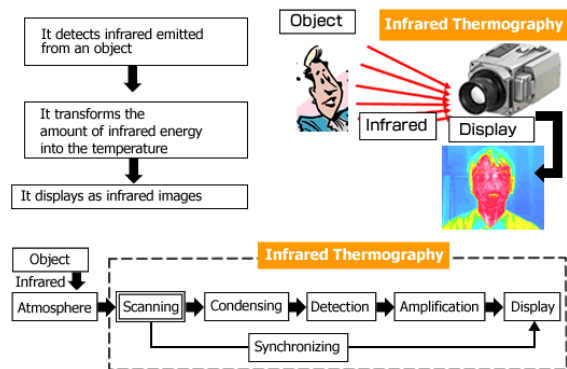 It detects infrared emitted
from an object
It transforms the
amount of infrared energy
into the temperature
It displays as infrared images
Object
Infrared Thermography
Infrared
Display
Infrared Thermography
Object
Infrared
Atmosphere
Scanning
Condensing
Detection
Amplification
Display
Synchronizing